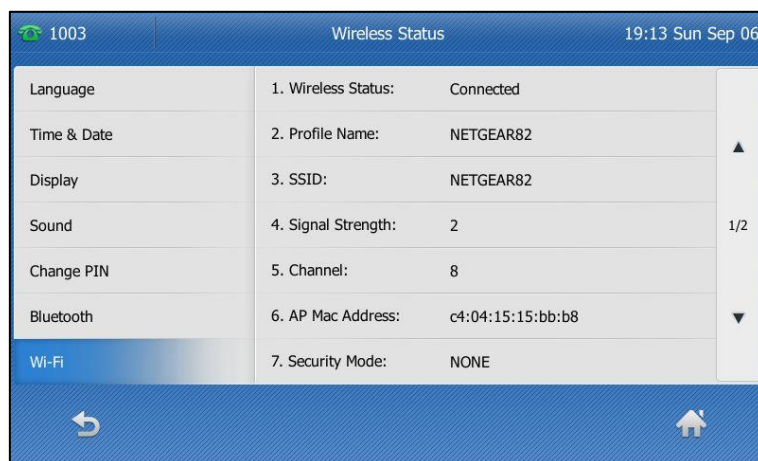 1003 Wireless Status 19:13 Sun Sep 06
Language
Time & Date
Display
Sound
Change PIN
Bluetooth
Wi-Fi
1. Wireless Status: Connected
2. Profile Name: NETGEAR82
3. SSID: NETGEAR82
4. Signal Strength: 2
5. Channel: 8
6. AP Mac Address: c4:04:15:15:bb:b8
7. Security Mode: NONE
1/2